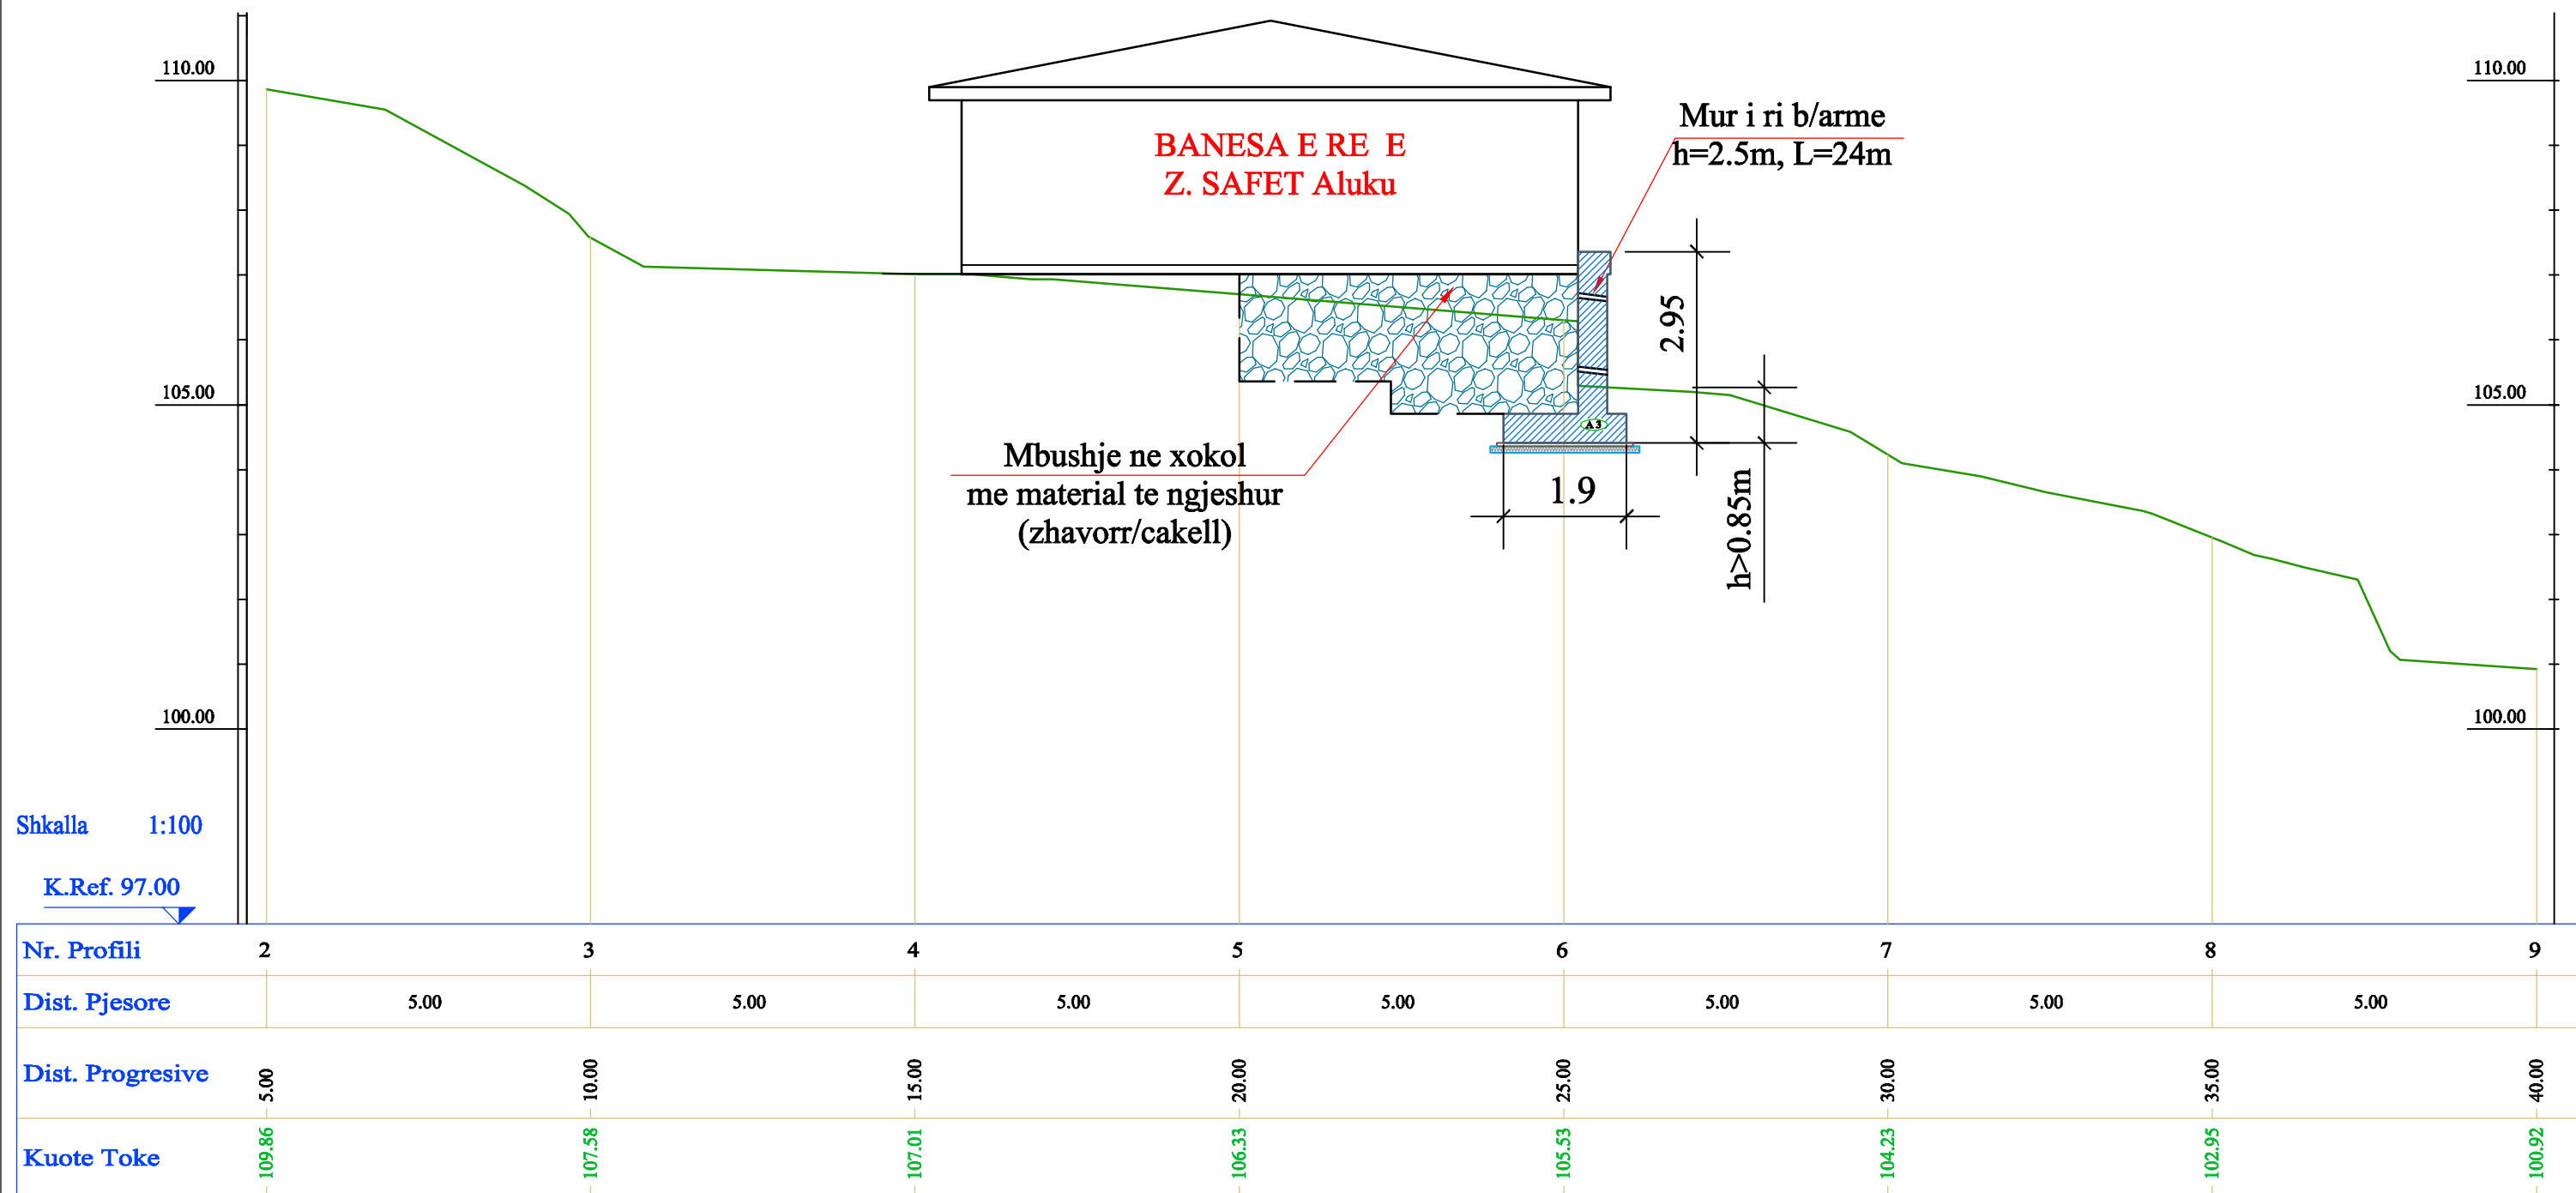 110.00
110.00
BANESA E RE E
Z. SAFET Aluku
Mur i ri b/arme
h=2.5m, L=24m
2.95
105.00
105.00
A3
Mbushje ne xokol
me material te ngjeshur
(zhavorr/cakell)
1.9
h>0.85m
100.00
100.00
Shkalla 1:100
K.Ref. 97.00
Nr. Profili 2 3 4 5 6 7 8 9
Dist. Pjesore 5.00 5.00 5.00 5.00 5.00 5.00 5.00
Dist. Progresive 5.00 10.00 15.00 20.00 25.00 30.00 35.00 40.00
Kuote Toke 109.86 107.58 107.01 106.33 105.53 104.23 102.95 100.92